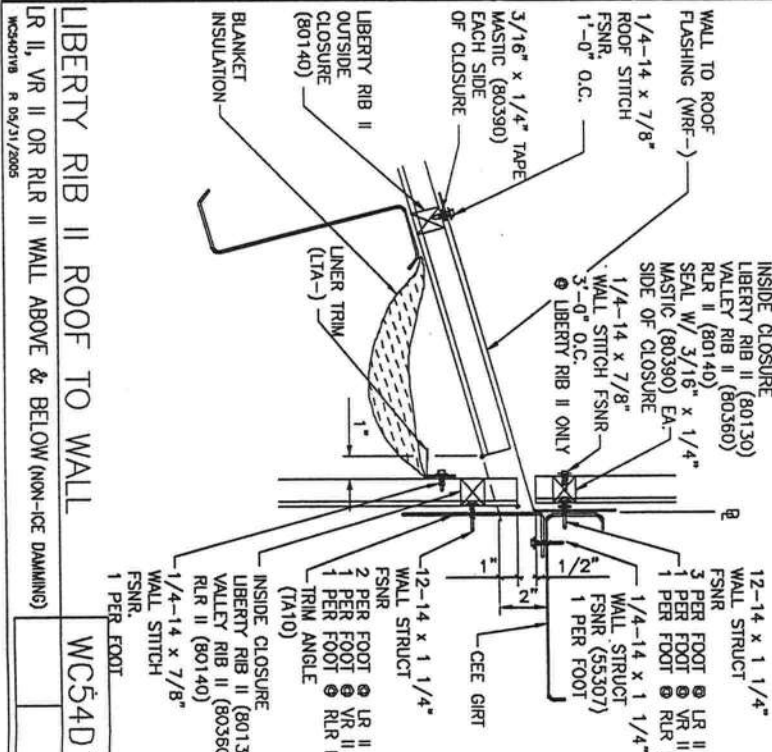 WALL TO ROOF
FLASHING (WRF-)
1/4-14 x 7/8"
ROOF STITCH
FSNR.
1'-0" O.C.
3/16" x 1/4" TAPE
MASTIC (80390)
EACH SIDE
OF CLOSURE
LIBERTY RIB II
OUTSIDE
CLOSURE
(80140)
BLANKET
INSULATION
INSIDE CLOSURE
LIBERTY RIB II (80130)
VALLEY RIB II (80360)
RLR II (80140)
SEAL W/ 3/16" x 1/4"
MASTIC (80390) EA.
SIDE OF CLOSURE
1/4-14 x 7/8"
WALL STITCH FSNR
3'-0" O.C.
@ LIBERTY RIB II ONLY
LINER TRIM
(LTA-)
1"
12-14 x 1 1/4"
WALL STRUCT
FSNR
3 PER FOOT @ LR II
1 PER FOOT @ VR II
1 PER FOOT @ RLR
1/4-14 x 1 1/4"
WALL STRUCT
FSNR (55307)
1 PER FOOT
1/2"
1"
2"
CEE GIRT
12-14 x 1 1/4"
WALL STRUCT
FSNR
2 PER FOOT @ LR II
1 PER FOOT @ VR II
1 PER FOOT @ RLR
TRIM ANGLE
(TA10)
INSIDE CLOSURE
LIBERTY RIB II (8013
VALLEY RIB II (8036
RLR II (80140)
1/4-14 x 7/8"
WALL STITCH
FSNR.
1 PER FOOT
LIBERTY RIB II ROOF TO WALL
LR II, VR II OR RLR II WALL ABOVE & BELOW (NON-ICE DAMMING)
WC5401VB R 05/31/2005
WC54D